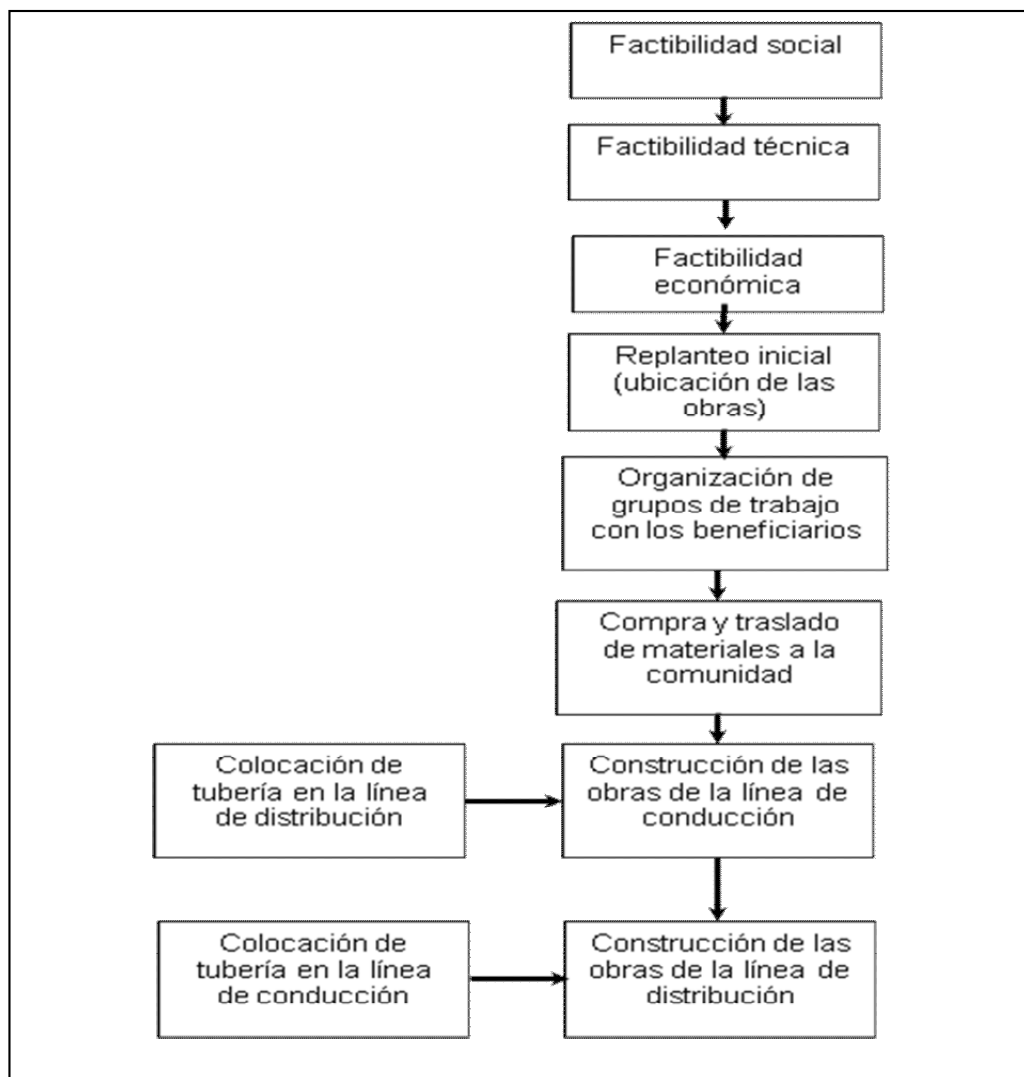 Factibilidad social
Factibilidad técnica
Factibilidad
económica
Replanteo inicial
(ubicación de las
obras)
Organización de
grupos de trabajo
con los beneficiarios
Compra y traslado
de materiales a la
comunidad
Colocación de
tubería en la línea
de distribución
Construcción de las
obras de la línea de
conducción
Colocación de
tubería en la línea
de conducción
Construcción de las
obras de la línea de
distribución